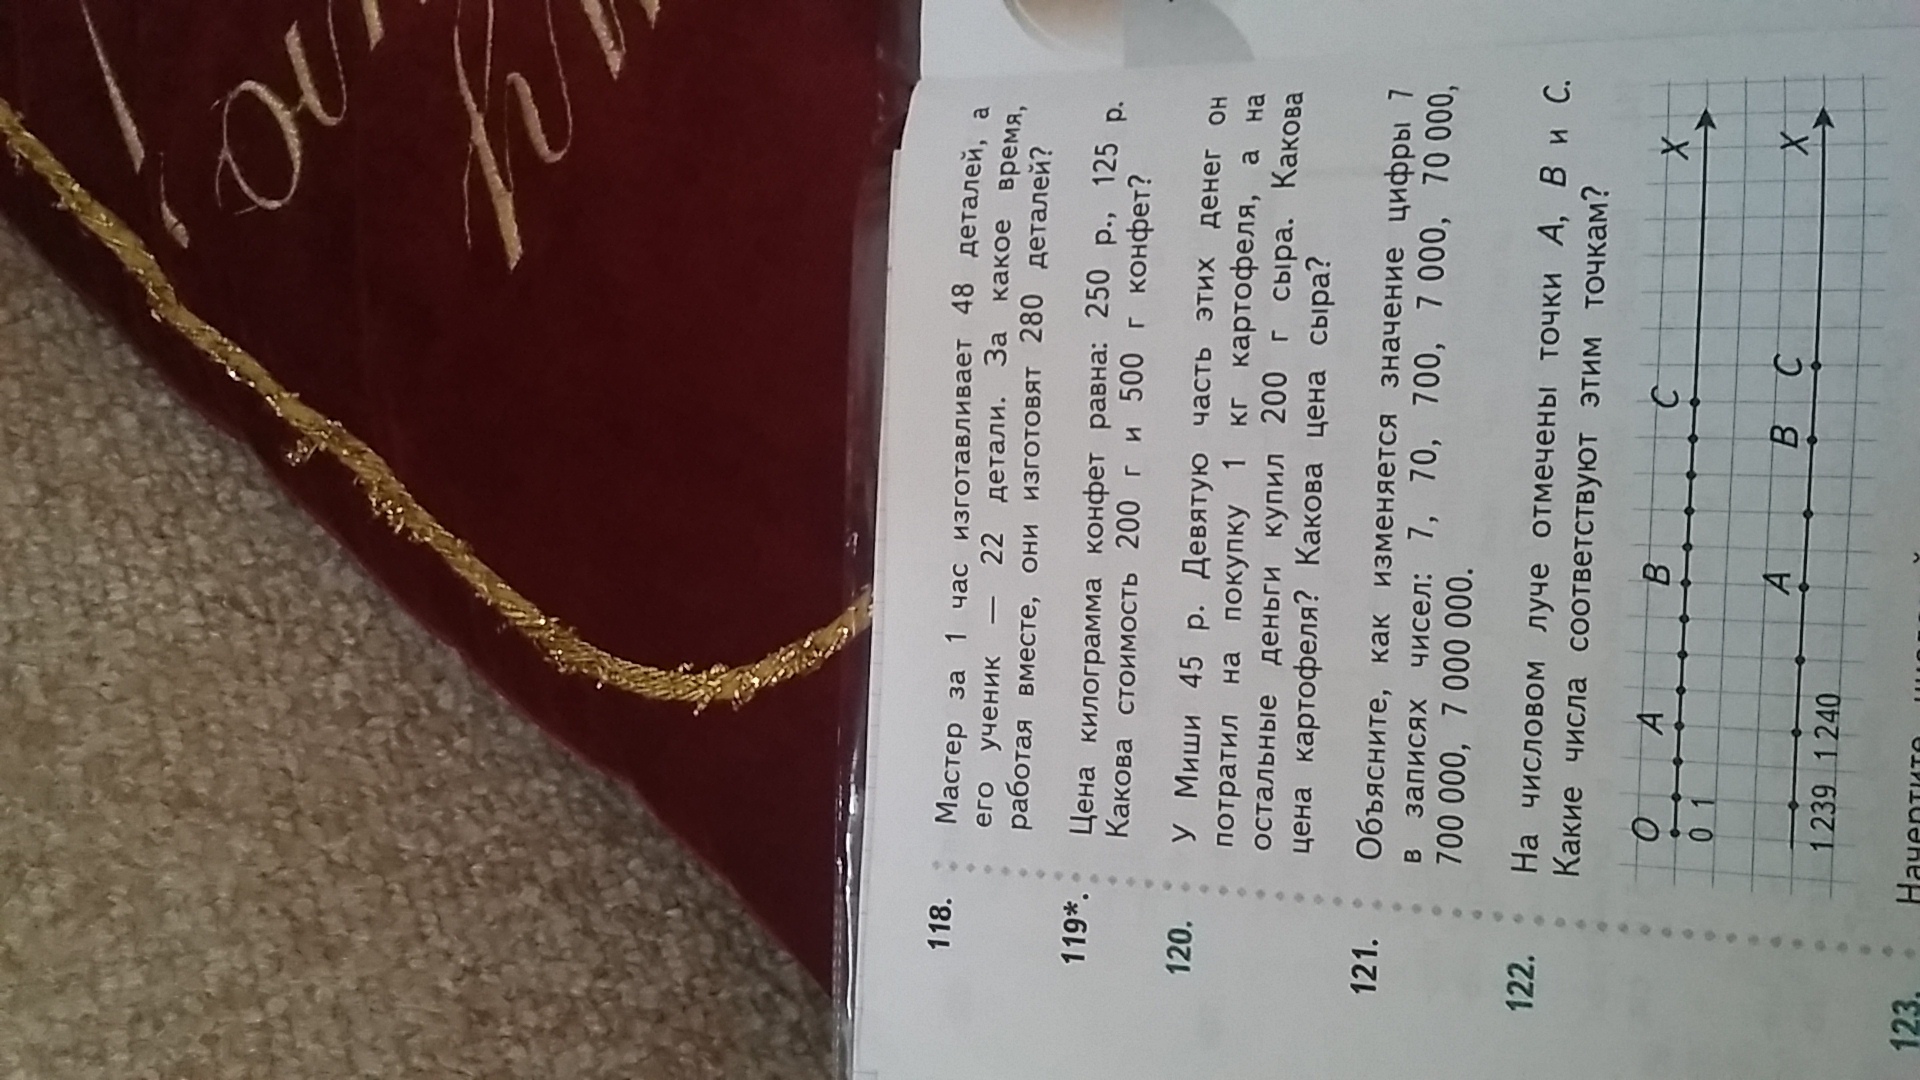 118. Мастер за 1 час изготавливает 48 деталей, а
его ученик — 22 детали. За какое время,
работая вместе, они изготовят 280 деталей?
119*. Цена килограмма конфет равна: 250 р., 125 р.
Какова стоимость 200 г и 500 г конфет?
120. У Миши 45 р. Девятую часть этих денег он
потратил на покупку 1 кг картофеля, а на
остальные деньги купил 200 г сыра. Какова
цена картофеля? Какова цена сыра?
121. Объясните, как изменяется значение цифры 7
в записях чисел: 7, 70, 700, 7 000, 70 000,
700 000, 7 000 000.
122. На числовом луче отмечены точки A, B и C.
Какие числа соответствуют этим точкам?
O A B C X
0 1
A B C X
1 239 1 240
123. Начертите